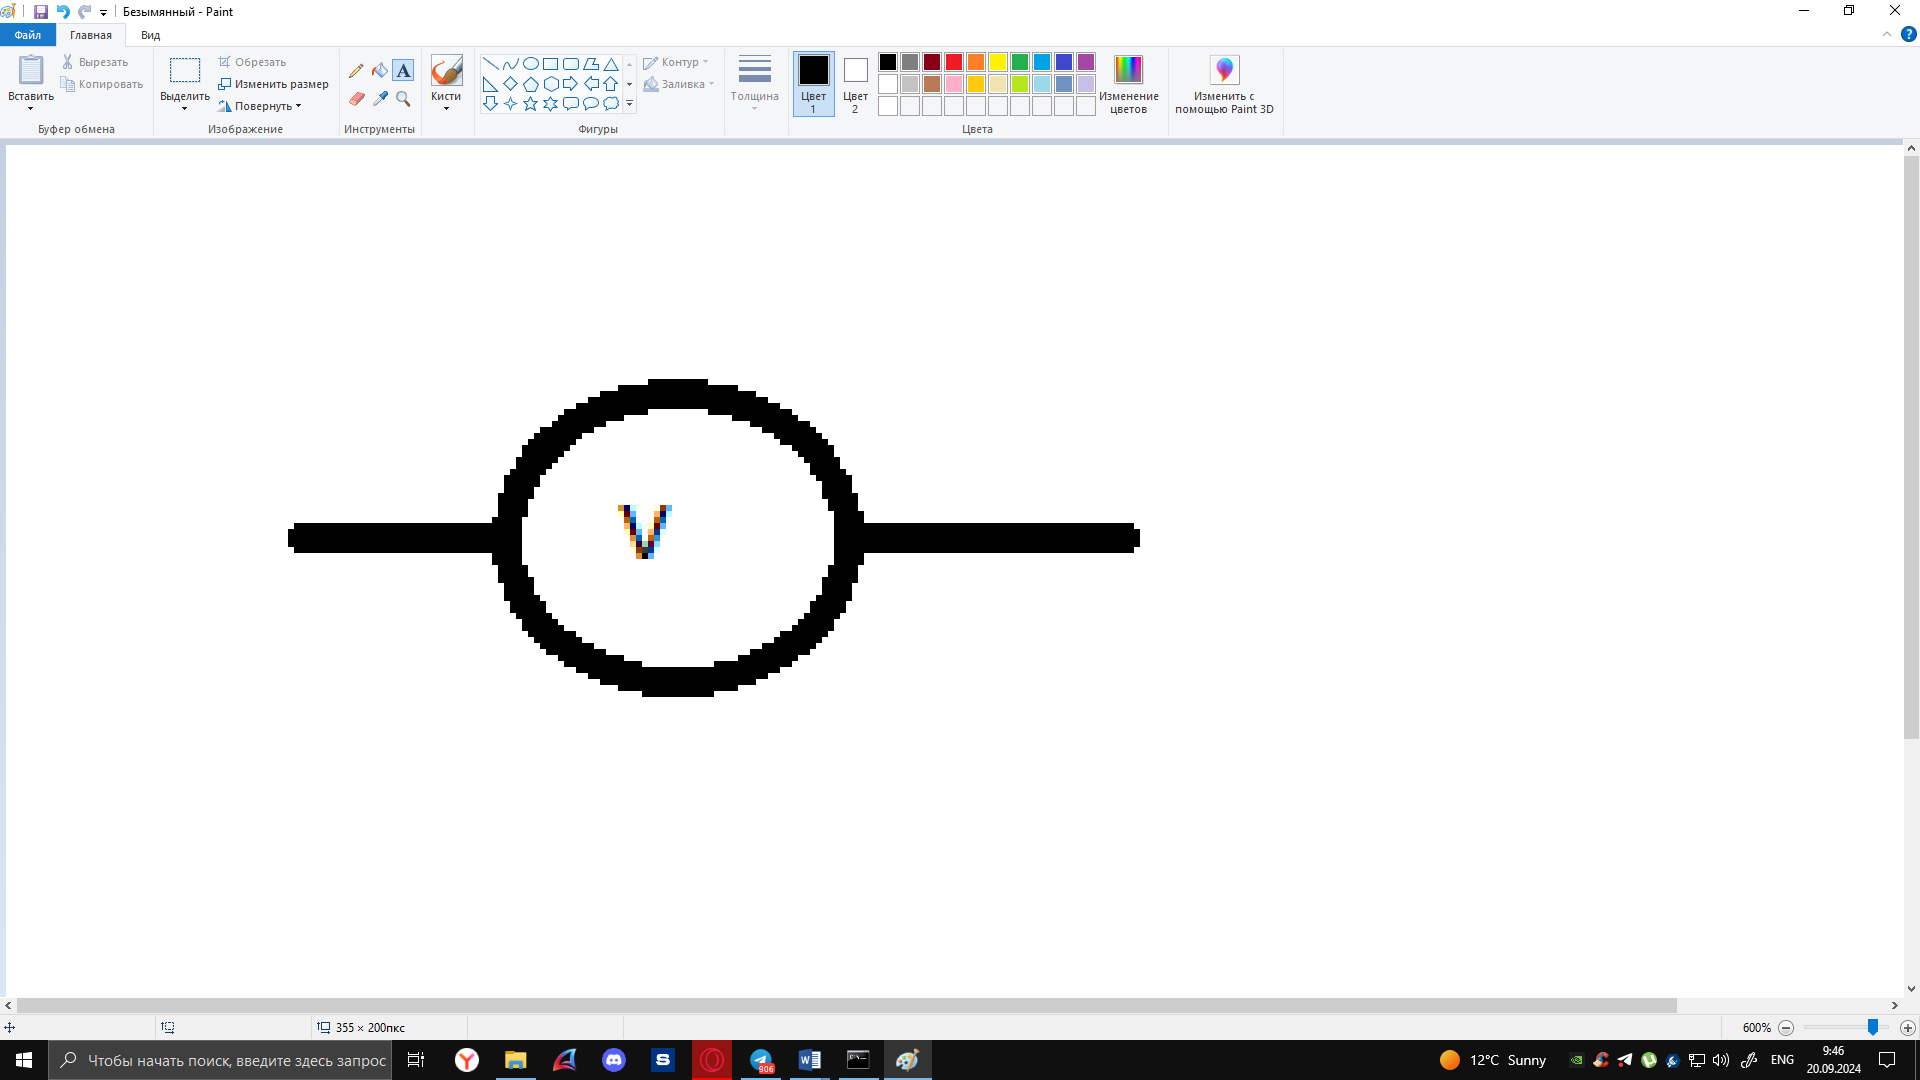 Безымянный - Paint
Файл
Главная
Вид
Вставить
Вырезать
Копировать
Буфер обмена
Выделить
Обрезать
Изменить размер
Повернуть
Изображение
A
Инструменты
Кисти
Фигуры
Контур
Заливка
Толщина
Цвет
1
Цвет
2
Цвета
Изменение
цветов
Изменить с
помощью Paint 3D
V
355 × 200пкс
600%
Чтобы начать поиск, введите здесь запрос
906
12°C Sunny
ENG
9:46
20.09.2024